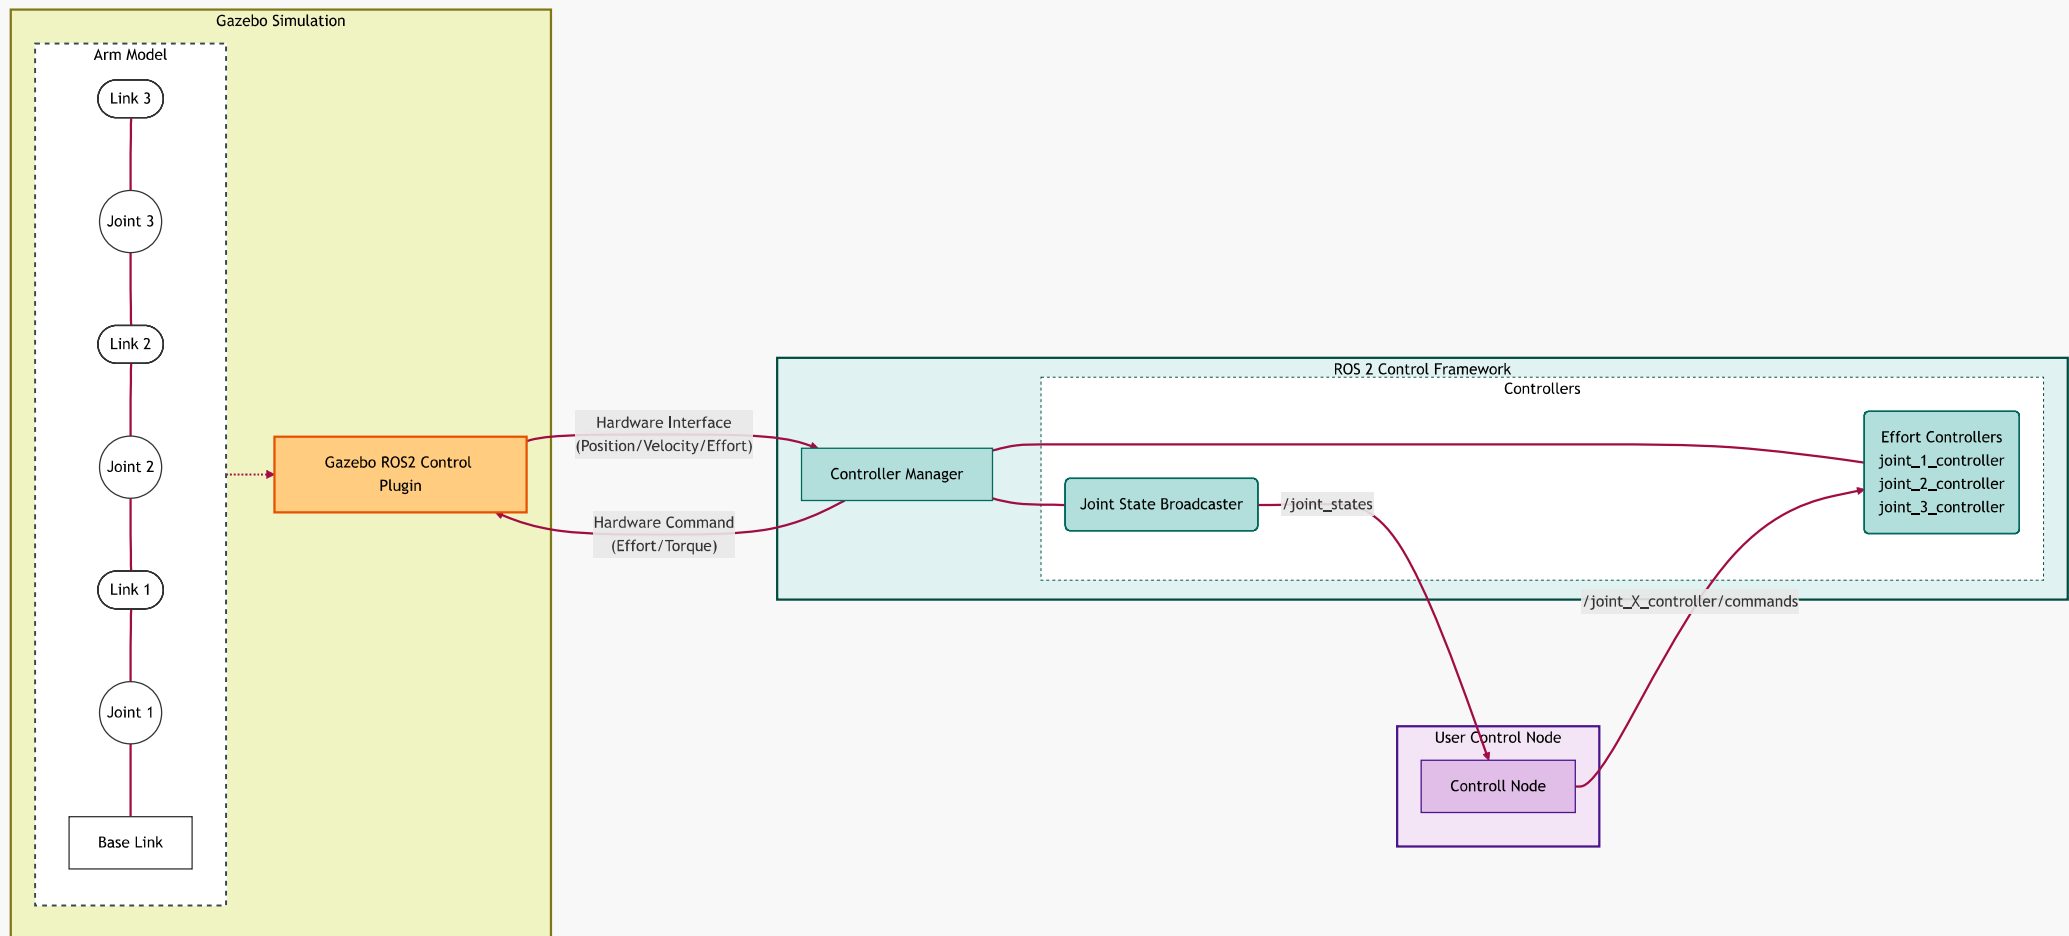 Gazebo Simulation
Arm Model
Link 3
Joint 3
Link 2
Joint 2
Link 1
Joint 1
Base Link
Gazebo ROS2 Control
Plugin
Hardware Interface
(Position/Velocity/Effort)
Hardware Command
(Effort/Torque)
ROS 2 Control Framework
Controllers
Controller Manager
Joint State Broadcaster
/joint_states
Effort Controllers
joint_1_controller
joint_2_controller
joint_3_controller
/joint_X_controller/commands
User Control Node
Controll Node